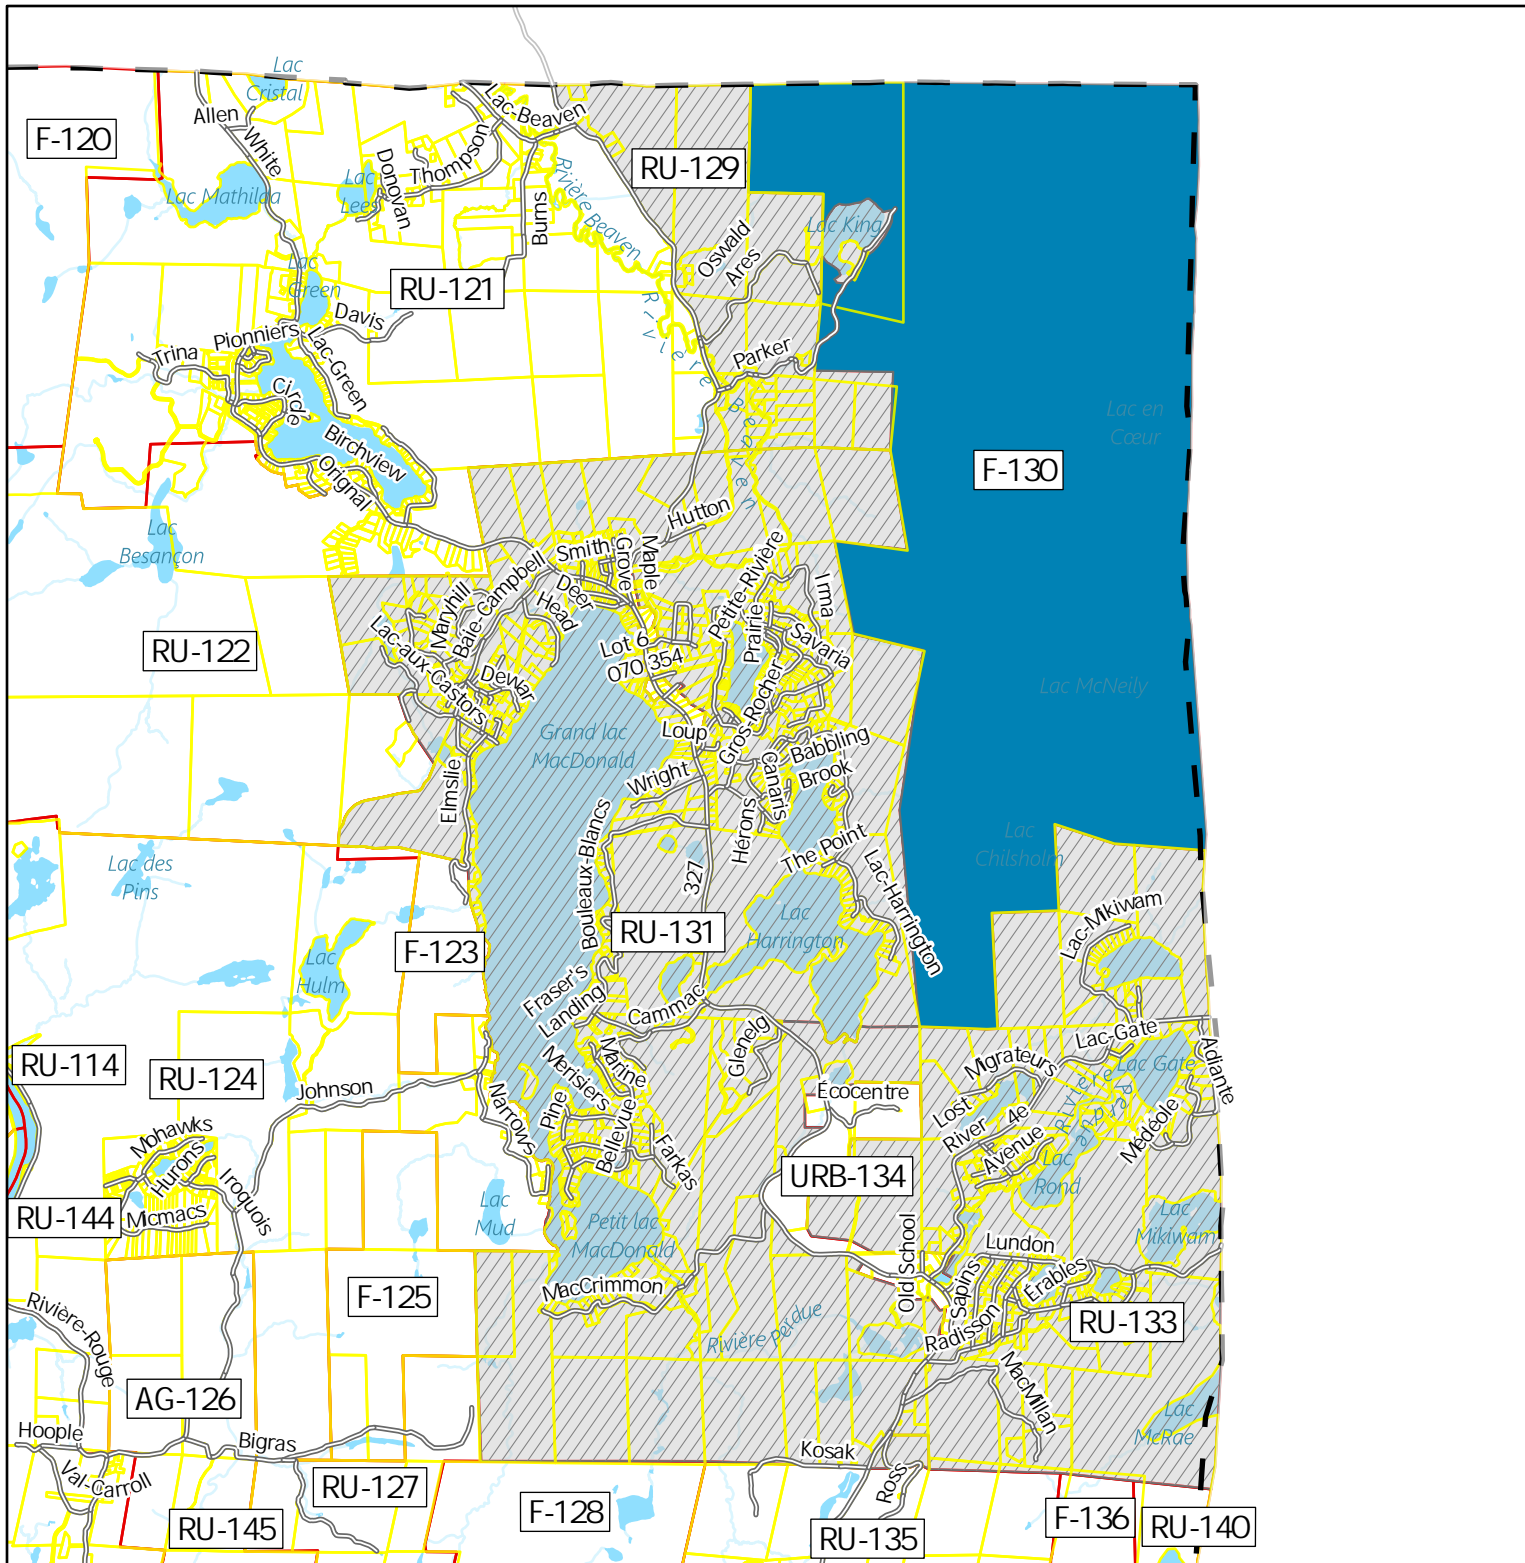 Lac
Cristal
Allen
White
Lac-Beaven
F-120
Lac Mathilda
Lac
Lees
Donovan
Thompson
Burns
Rivière Beaven
RU-129
Lac King
Oswald
Ares
Lac
Green
RU-121
Davis
Rivière Beaven
Parker
Trina
Pionniers
Lac-Green
Circle
Birchview
Orignal
Lac en
Cœur
F-130
Lac
Besançon
Hutton
Smith
Grove
Maple
Deer
Head
Baie-Campbell
Maryhill
Lac-aux-Castors
Dewar
Petite-Rivière
Prairie
Irma
Savaria
Lot 6
070 354
RU-122
Lac McNeily
Grand lac
MacDonald
Loup
Gros-Rocher
Wright
Canaris
Babbling
Brook
Elmslie
Hérons
Bouleaux-Blancs
The Point
Lac
Chilsholm
Lac des
Pins
327
Lac-Harrington
RU-131
Lac
Harrington
Lac-Mikiwam
F-123
Lac
Hulm
Fraser's
Landing
Cammac
RU-114
RU-124
Johnson
Narrows
Marine
Merisiers
Glenelg
Écocentre
Migrateurs
Lac-Gate
Lac Gate
Adiante
Rivière Perdue
Lost
River
4e
Avenue
Médéole
Mohawks
Hurons
Iroquois
Micmacs
Pine
Bellevue
Farkas
URB-134
Lac
Rond
RU-144
Lac
Mud
Petit lac
MacDonald
Lac
Mikiwam
Old School
Lundon
Sapins
Érables
F-125
MacCrimmon
Rivière perdue
Radisson
RU-133
Rivière-Rouge
MacMillan
AG-126
Lac
McRae
Hoople
Bigras
Kosak
Val-Carroll
RU-127
Ross
RU-145
F-128
RU-135
F-136
RU-140